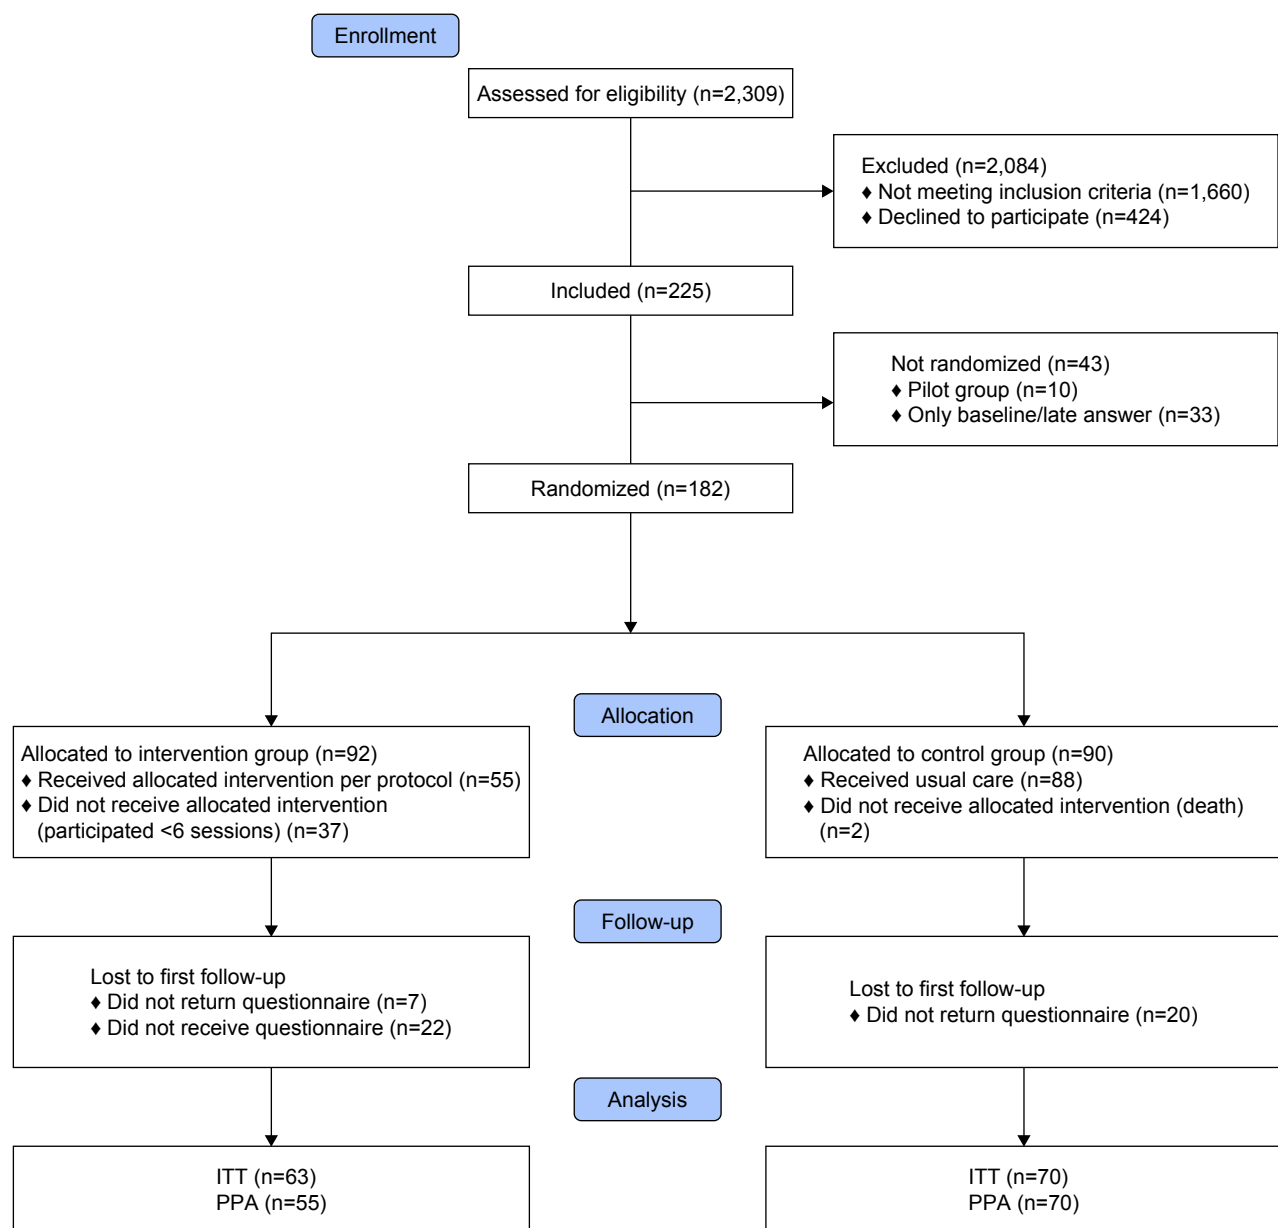 Enrollment
Assessed for eligibility (n=2,309)
Excluded (n=2,084)
♦ Not meeting inclusion criteria (n=1,660)
♦ Declined to participate (n=424)
Included (n=225)
Not randomized (n=43)
♦ Pilot group (n=10)
♦ Only baseline/late answer (n=33)
Randomized (n=182)
Allocation
Allocated to intervention group (n=92)
♦ Received allocated intervention per protocol (n=55)
♦ Did not receive allocated intervention
(participated <6 sessions) (n=37)
Allocated to control group (n=90)
♦ Received usual care (n=88)
♦ Did not receive allocated intervention (death)
(n=2)
Follow-up
Lost to first follow-up
♦ Did not return questionnaire (n=7)
♦ Did not receive questionnaire (n=22)
Lost to first follow-up
♦ Did not return questionnaire (n=20)
Analysis
ITT (n=63)
PPA (n=55)
ITT (n=70)
PPA (n=70)